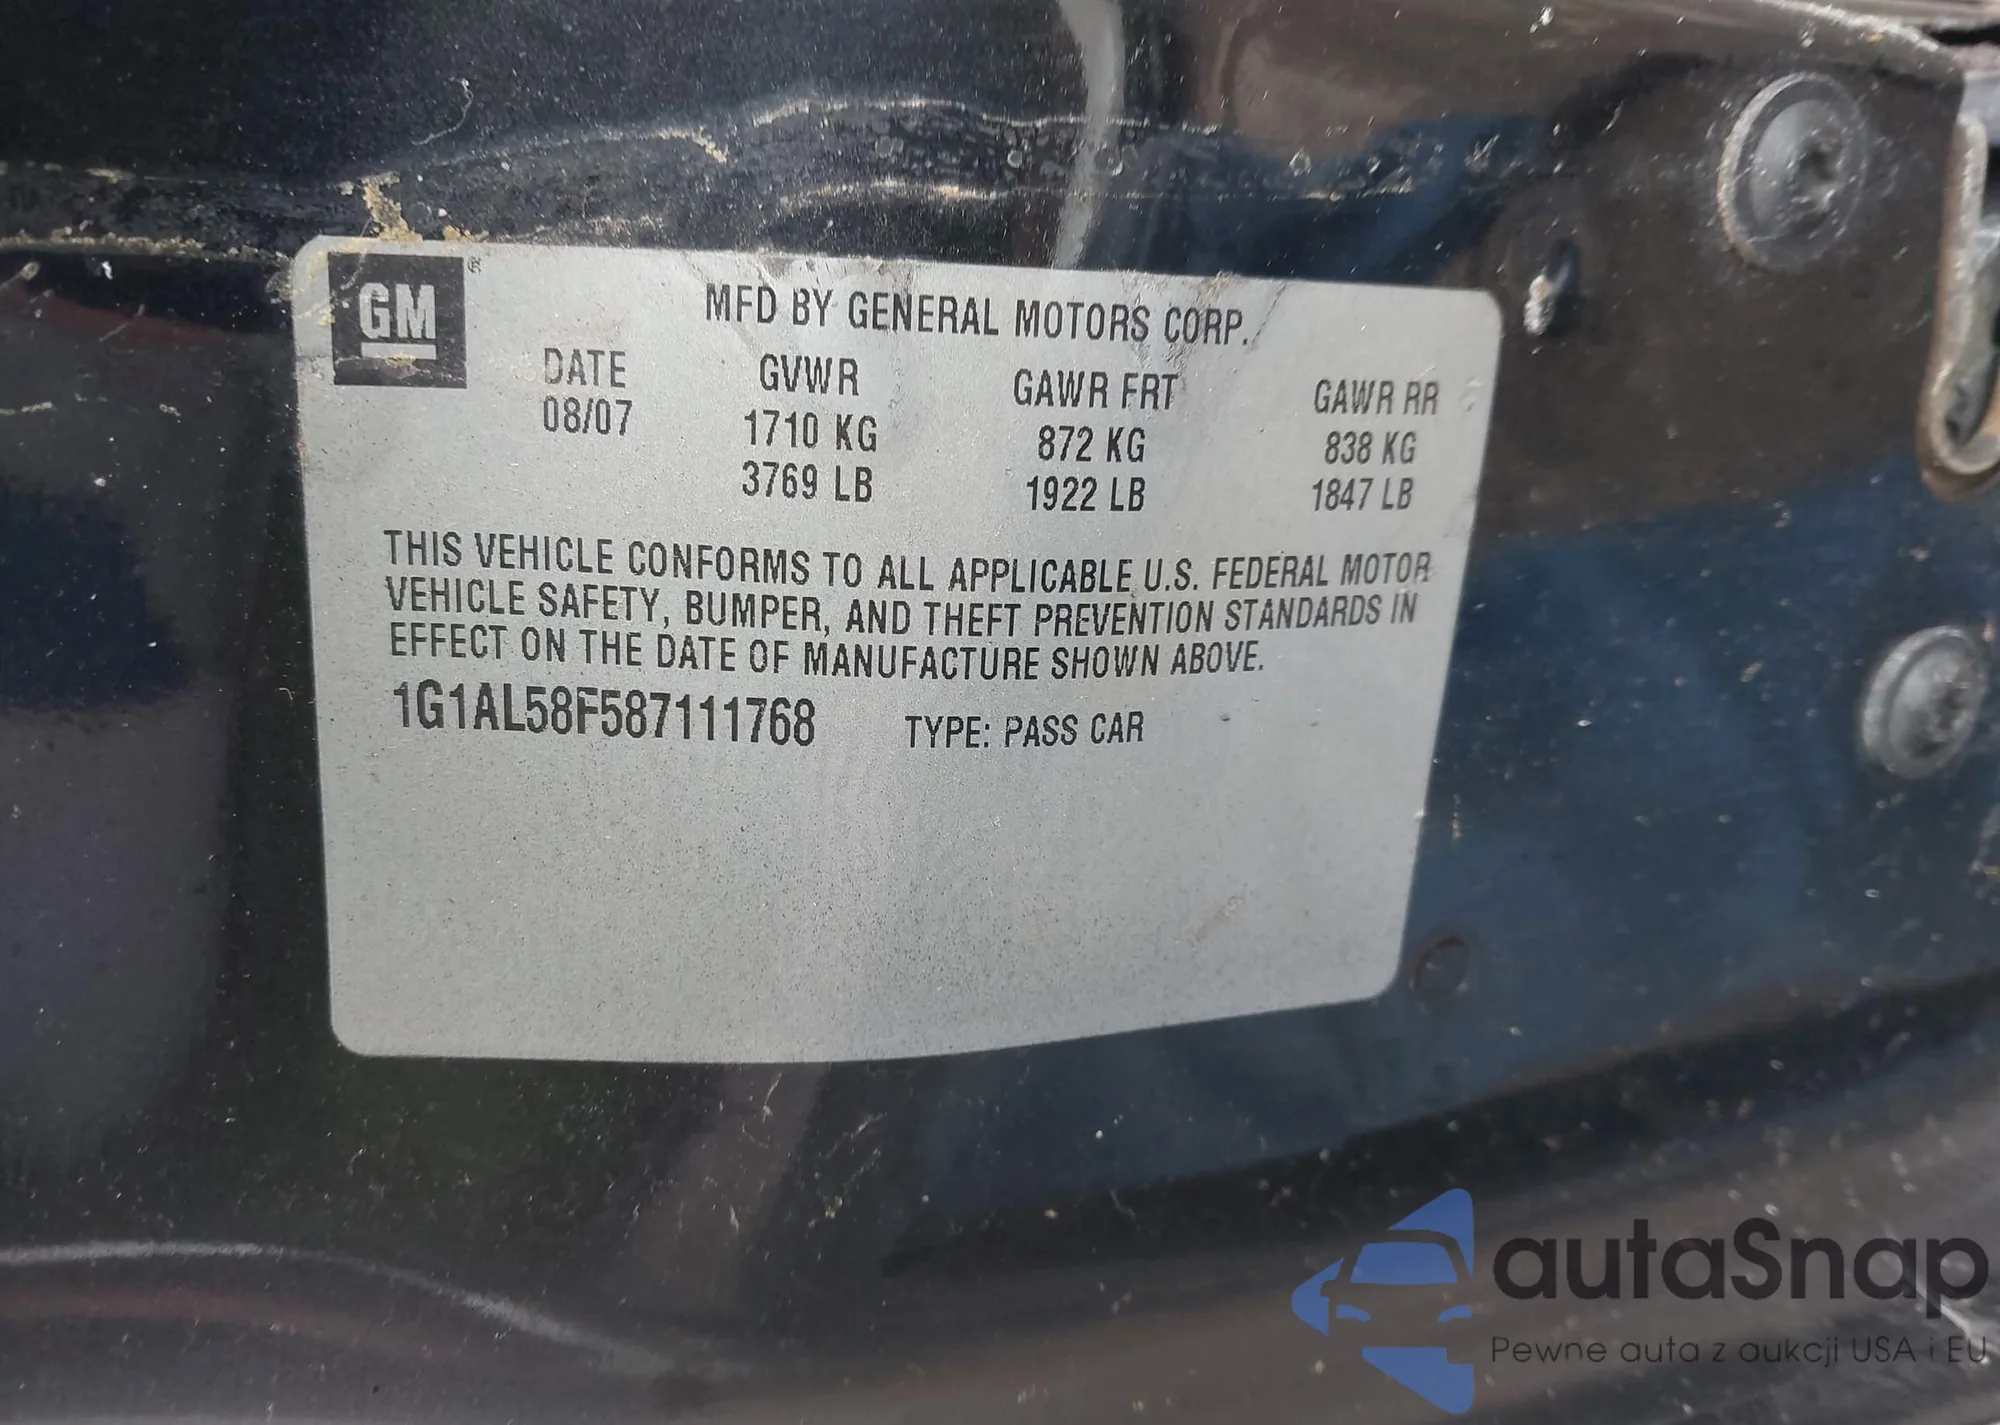 GM ®
MFD BY GENERAL MOTORS CORP.
DATE GVWR GAWR FRT GAWR RR
08/07 1710 KG 872 KG 838 KG
3769 LB 1922 LB 1847 LB
THIS VEHICLE CONFORMS TO ALL APPLICABLE U.S. FEDERAL MOTOR
VEHICLE SAFETY, BUMPER, AND THEFT PREVENTION STANDARDS IN
EFFECT ON THE DATE OF MANUFACTURE SHOWN ABOVE.
1G1AL58F587111768 TYPE: PASS CAR
autaSnap
Pewne auta z aukcji USA i EU